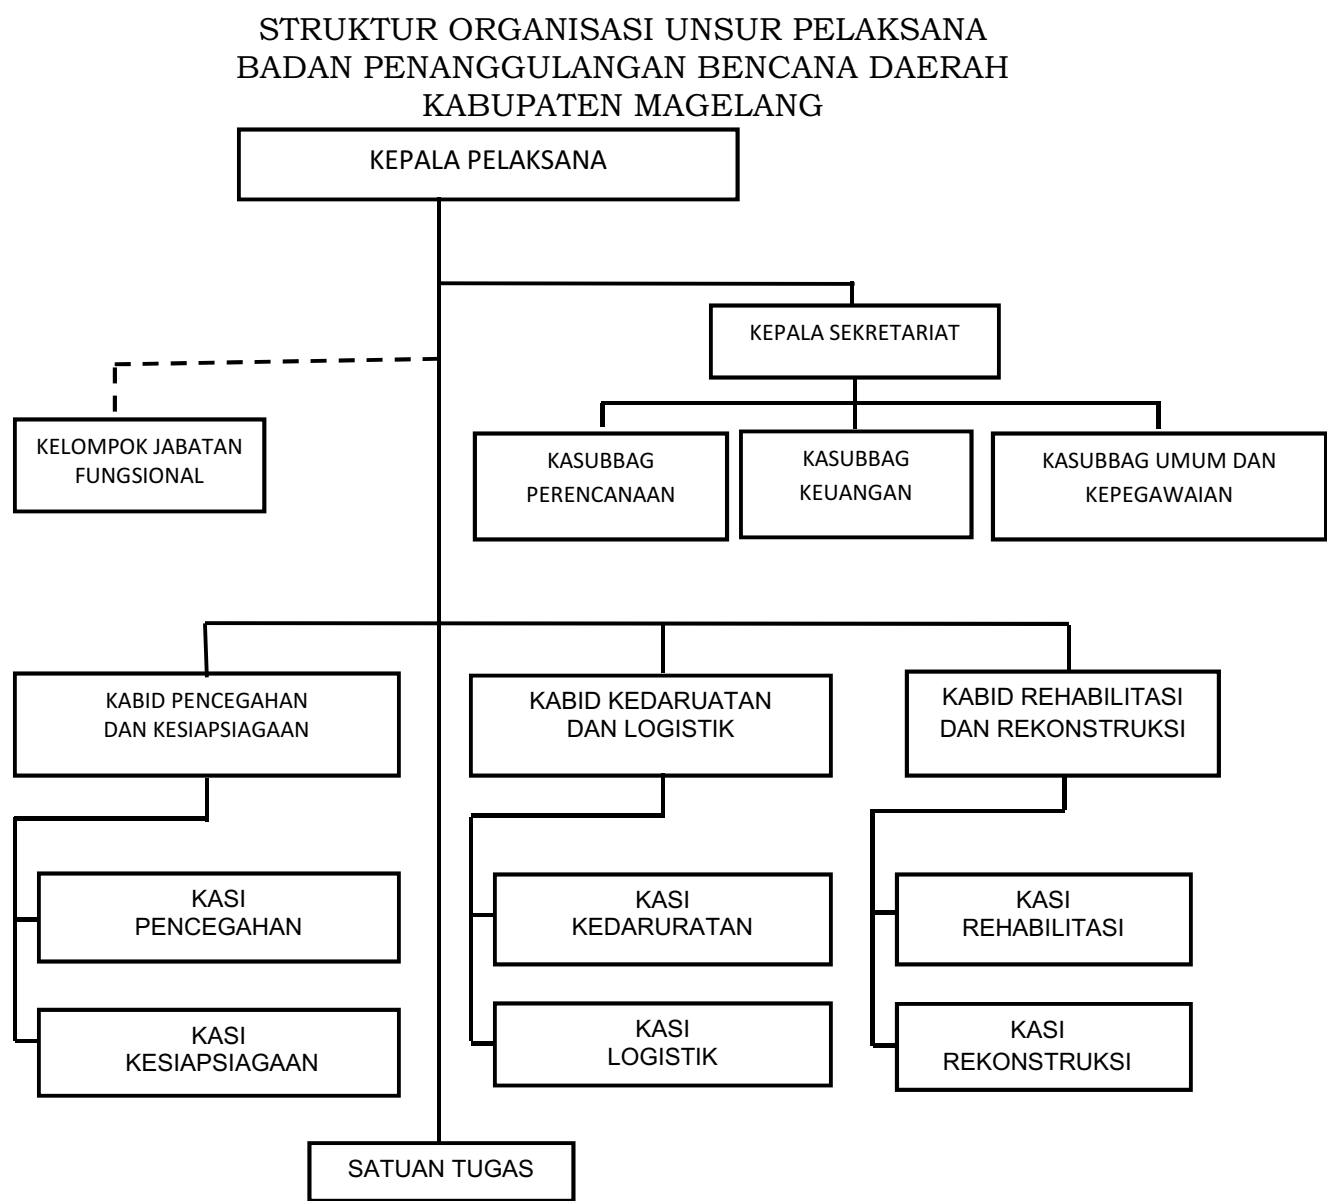 STRUKTUR ORGANISASI UNSUR PELAKSANA
BADAN PENANGGULANGAN BENCANA DAERAH
KABUPATEN MAGELANG
KEPALA PELAKSANA
KEPALA SEKRETARIAT
KELOMPOK JABATAN
FUNGSIONAL
KASUBBAG
PERENCANAAN
KASUBBAG
KEUANGAN
KASUBBAG UMUM DAN
KEPEGAWAIAN
KABID PENCEGAHAN
DAN KESIAPSIAGAAN
KABID KEDARUATAN
DAN LOGISTIK
KABID REHABILITASI
DAN REKONSTRUKSI
KASI
PENCEGAHAN
KASI
KEDARURATAN
KASI
REHABILITASI
KASI
KESIAPSIAGAAN
KASI
LOGISTIK
KASI
REKONSTRUKSI
SATUAN TUGAS